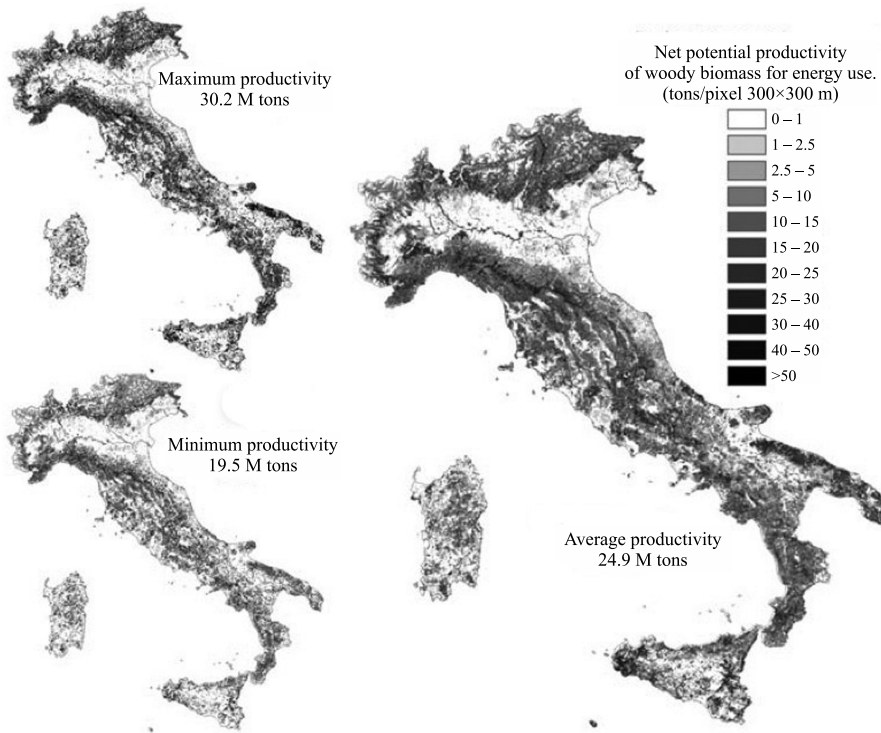 Maximum productivity
30.2 M tons
Net potential productivity
of woody biomass for energy use.
(tons/pixel 300×300 m)
0 – 1
1 – 2.5
2.5 – 5
5 – 10
10 – 15
15 – 20
20 – 25
25 – 30
30 – 40
40 – 50
>50
Minimum productivity
19.5 M tons
Average productivity
24.9 M tons